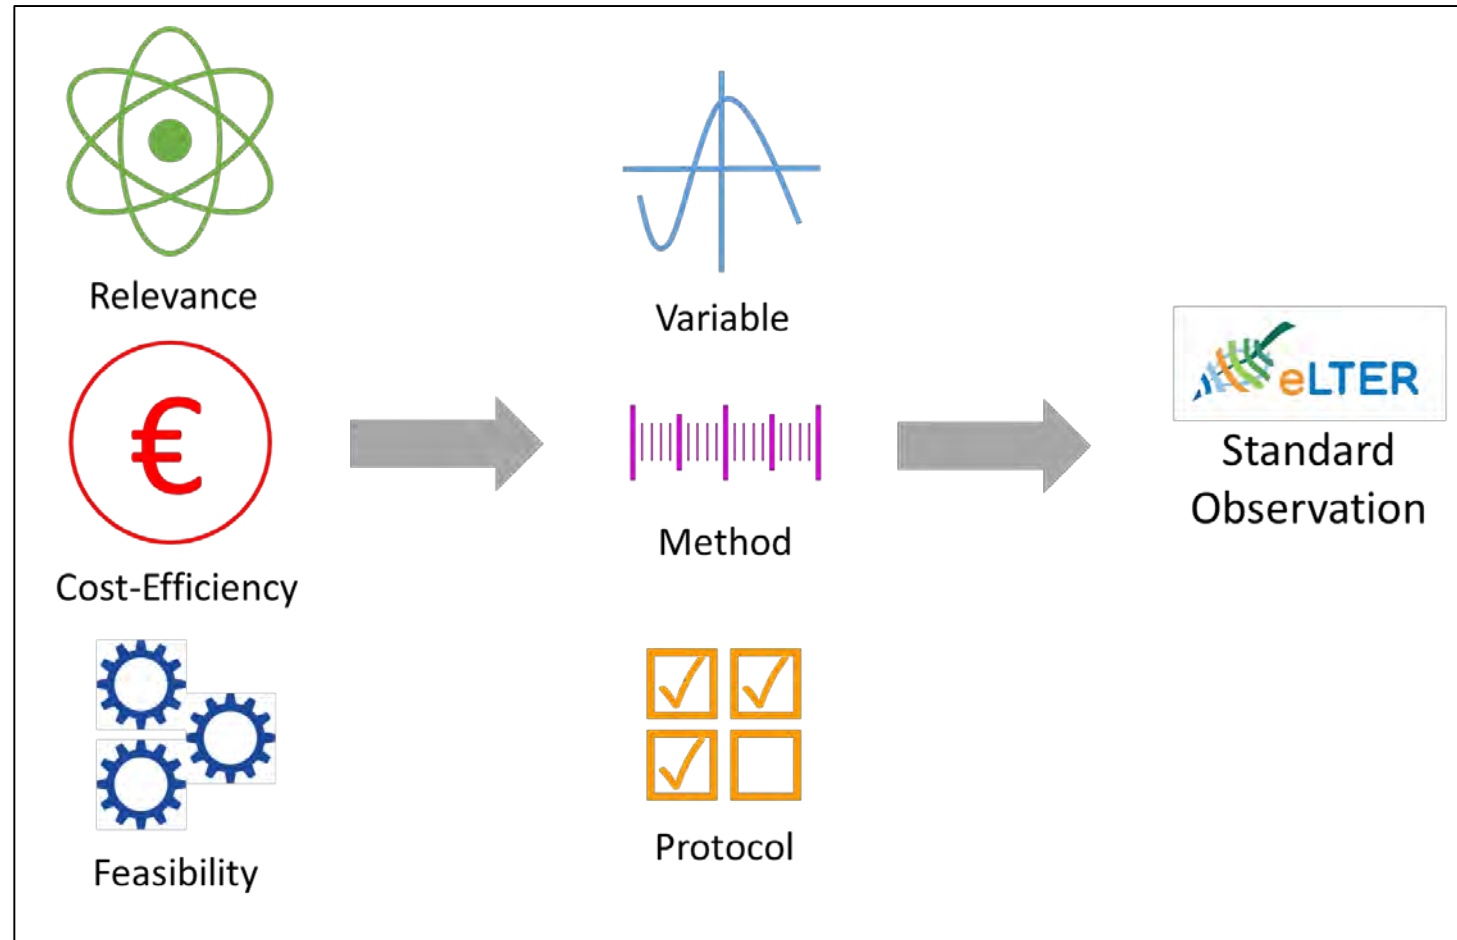 Relevance
€
Cost-Efficiency
Feasibility
Variable
Method
Protocol
eLTER
Standard
Observation